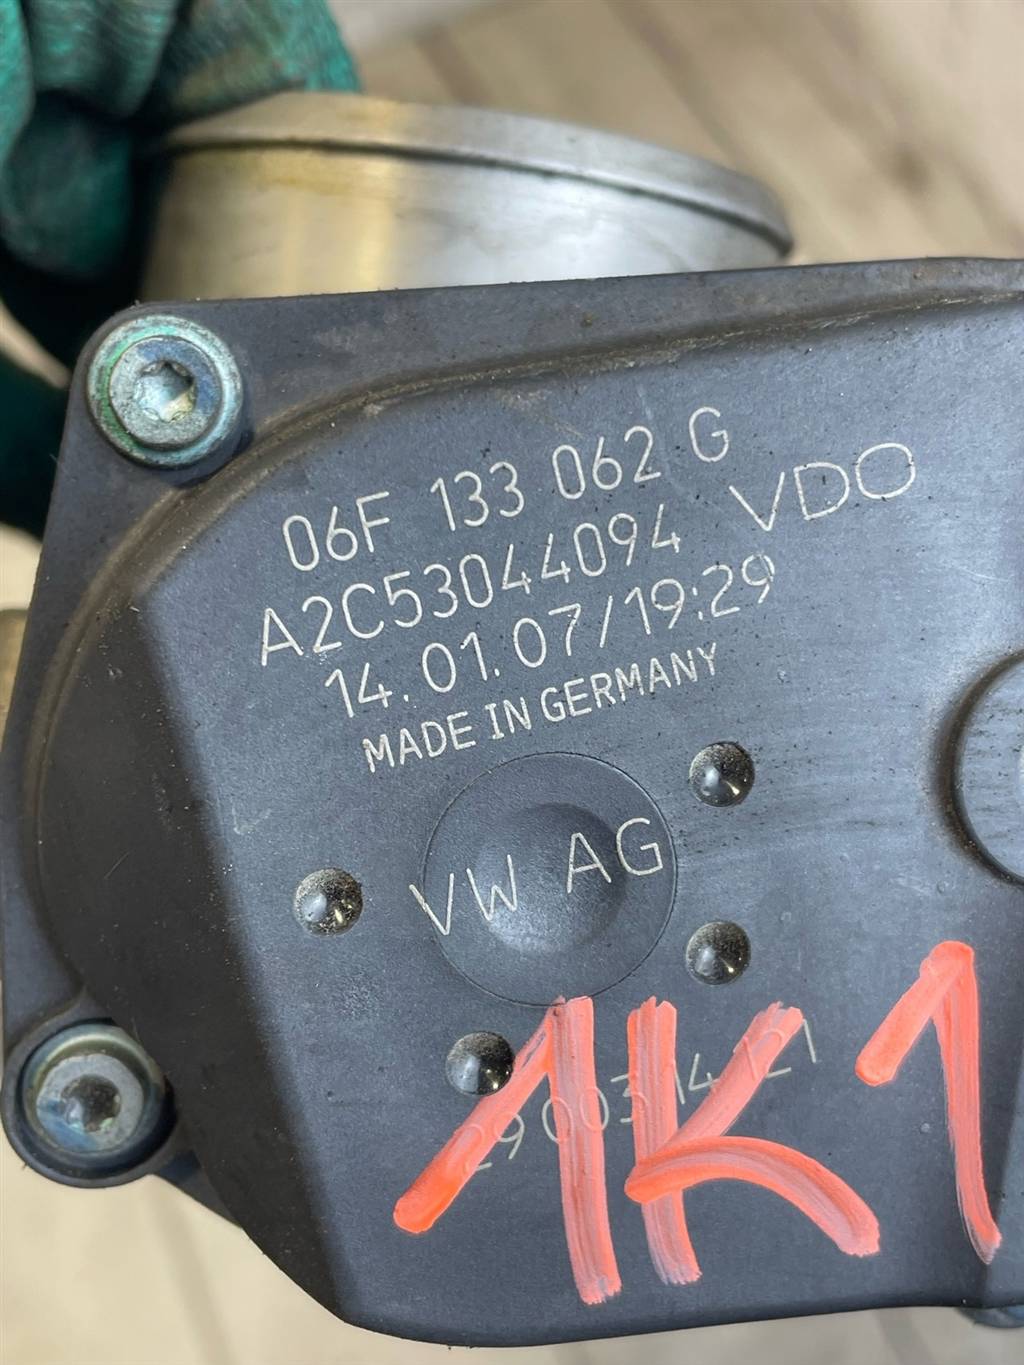 06F 133 062 G
A2C53044094 VDO
14.01.07/19:29
MADE IN GERMANY
VW AG
1K1